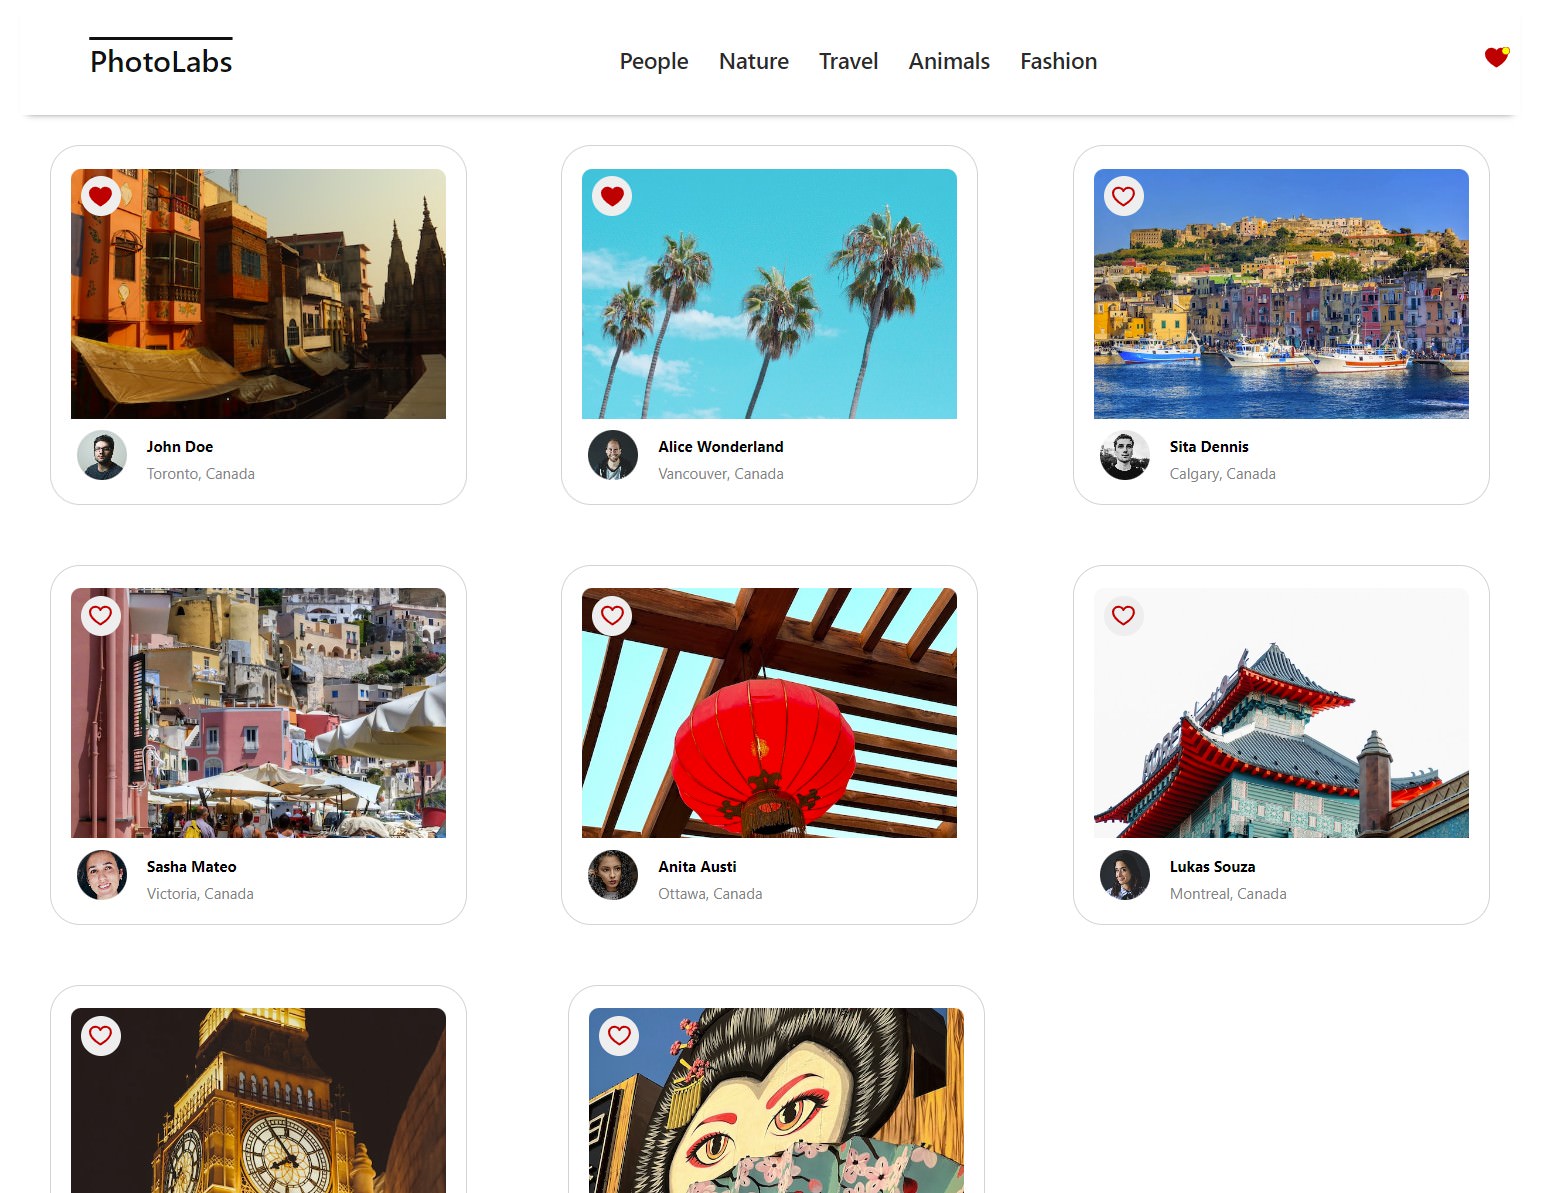 PhotoLabs
People Nature Travel Animals Fashion
John Doe
Toronto, Canada
Alice Wonderland
Vancouver, Canada
Sita Dennis
Calgary, Canada
Sasha Mateo
Victoria, Canada
Anita Austi
Ottawa, Canada
Lukas Souza
Montreal, Canada